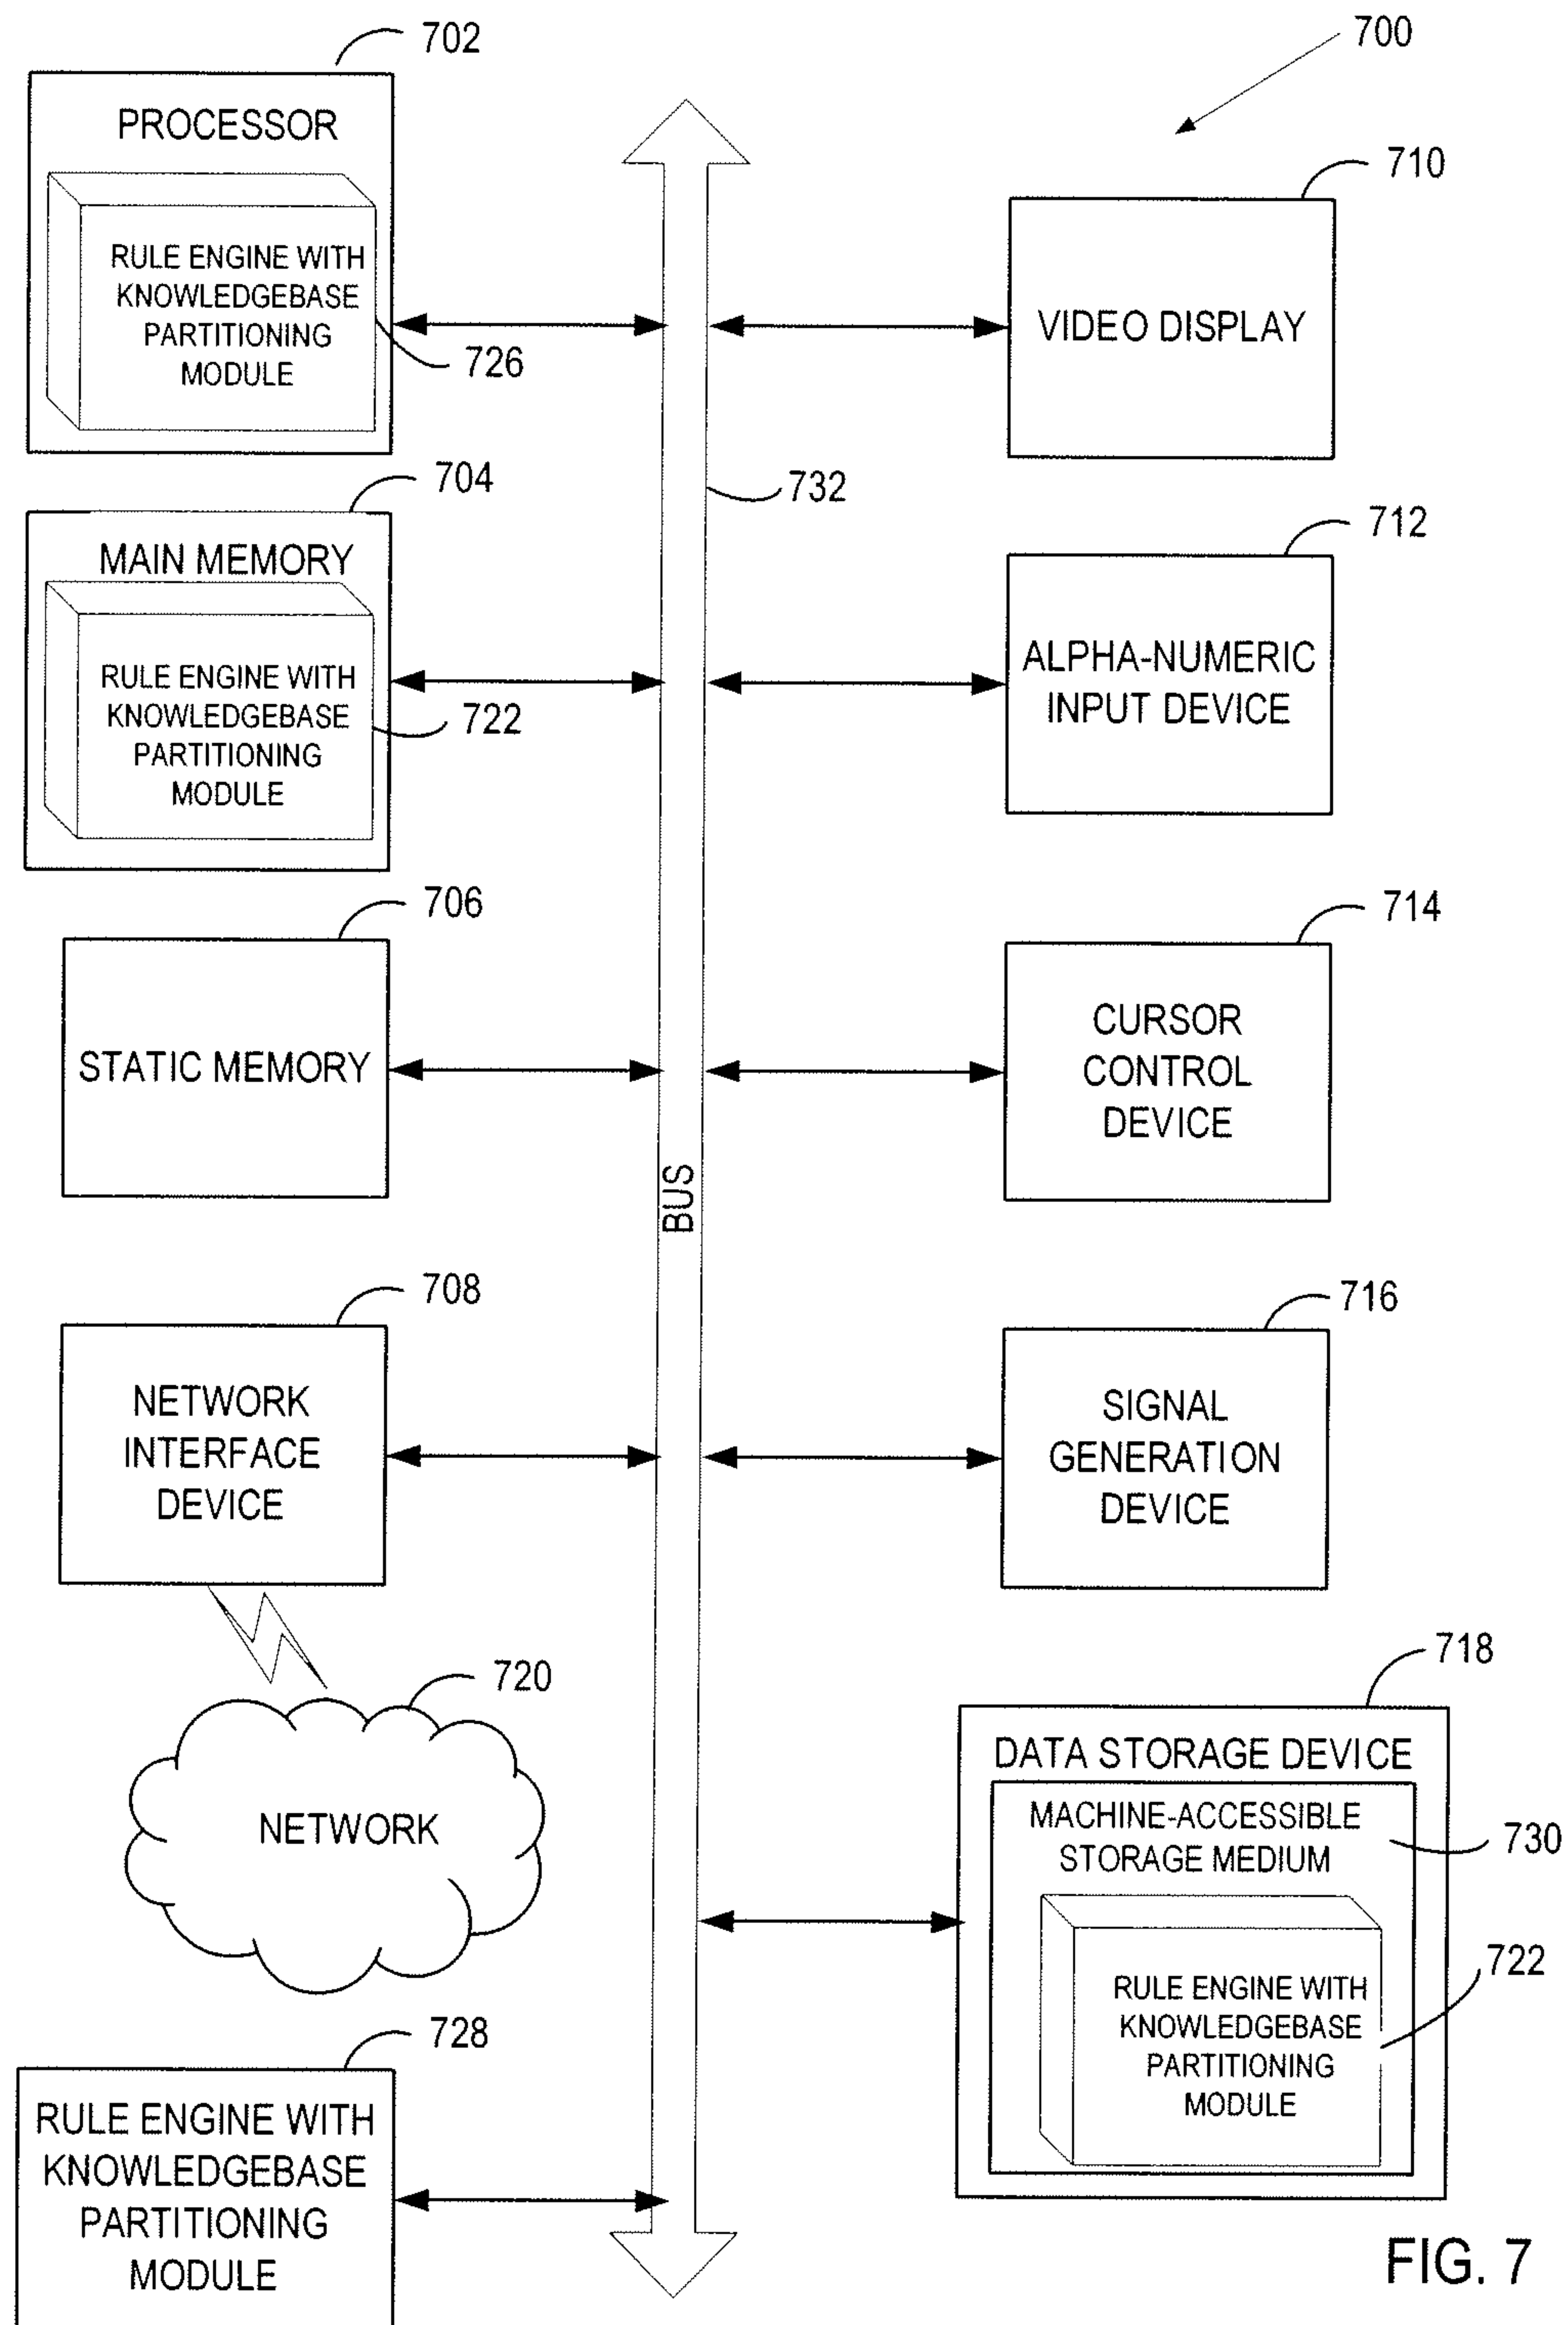 702
PROCESSOR
RULE ENGINE WITH
KNOWLEDGEBASE
PARTITIONING
MODULE
726
704
MAIN MEMORY
RULE ENGINE WITH
KNOWLEDGEBASE
PARTITIONING
MODULE
722
706
STATIC MEMORY
708
NETWORK
INTERFACE
DEVICE
720
NETWORK
728
RULE ENGINE WITH
KNOWLEDGEBASE
PARTITIONING
MODULE
732
BUS
700
710
VIDEO DISPLAY
712
ALPHA-NUMERIC
INPUT DEVICE
714
CURSOR
CONTROL
DEVICE
716
SIGNAL
GENERATION
DEVICE
718
DATA STORAGE DEVICE
MACHINE-ACCESSIBLE
STORAGE MEDIUM
730
RULE ENGINE WITH
KNOWLEDGEBASE
PARTITIONING
MODULE
722
FIG. 7